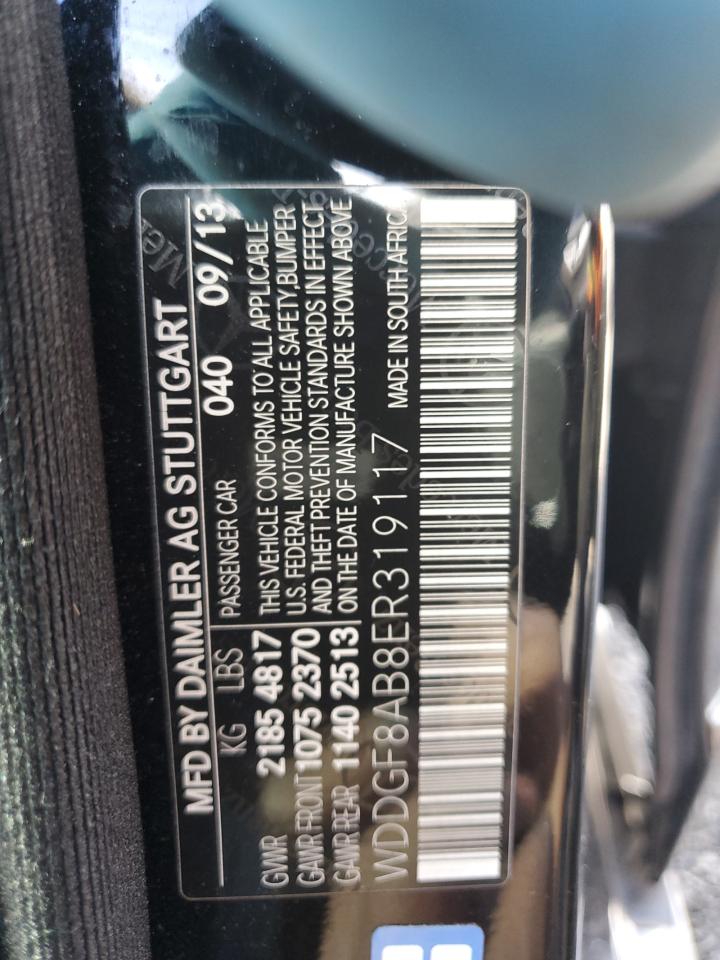 MFD BY DAIMLER AG STUTTGART
KG LBS PASSENGER CAR 040 09/13
GVWR 2185 4817 THIS VEHICLE CONFORMS TO ALL APPLICABLE
GAWR FRONT 1075 2370 U.S. FEDERAL MOTOR VEHICLE SAFETY, BUMPER
GAWR REAR 1140 2513 AND THEFT PREVENTION STANDARDS IN EFFECT
ON THE DATE OF MANUFACTURE SHOWN ABOVE
WDDGF8AB8ER319117 MADE IN SOUTH AFRICA